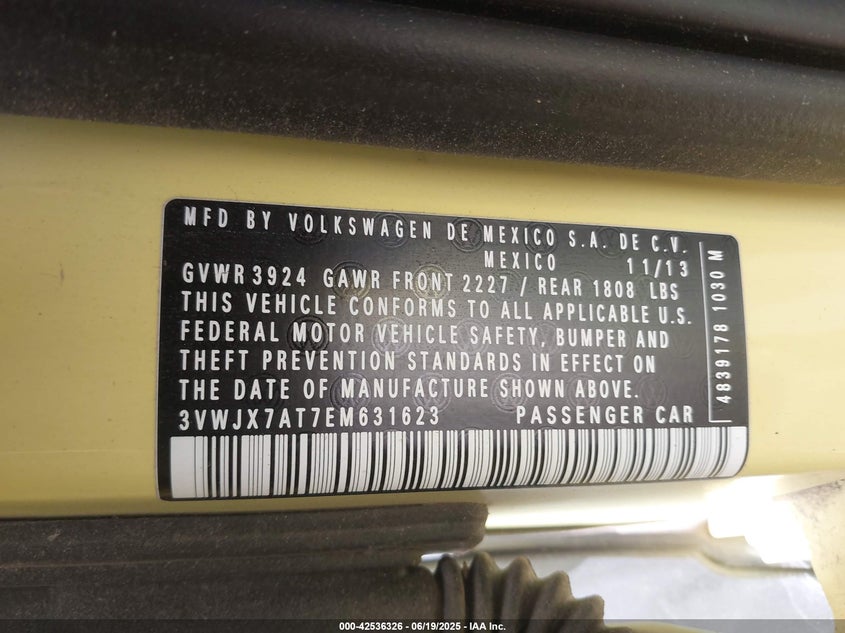 MFD BY VOLKSWAGEN DE MEXICO S.A. DE C.V.
MEXICO 11/13
GVWR 3924 GAWR FRONT 2227 / REAR 1808 LBS
THIS VEHICLE CONFORMS TO ALL APPLICABLE U.S.
FEDERAL MOTOR VEHICLE SAFETY, BUMPER AND
THEFT PREVENTION STANDARDS IN EFFECT ON
THE DATE OF MANUFACTURE SHOWN ABOVE.
3VWJX7AT7EM631623 PASSENGER CAR
4839178 1030 M
000-42536326 - 06/19/2025 - IAA Inc.